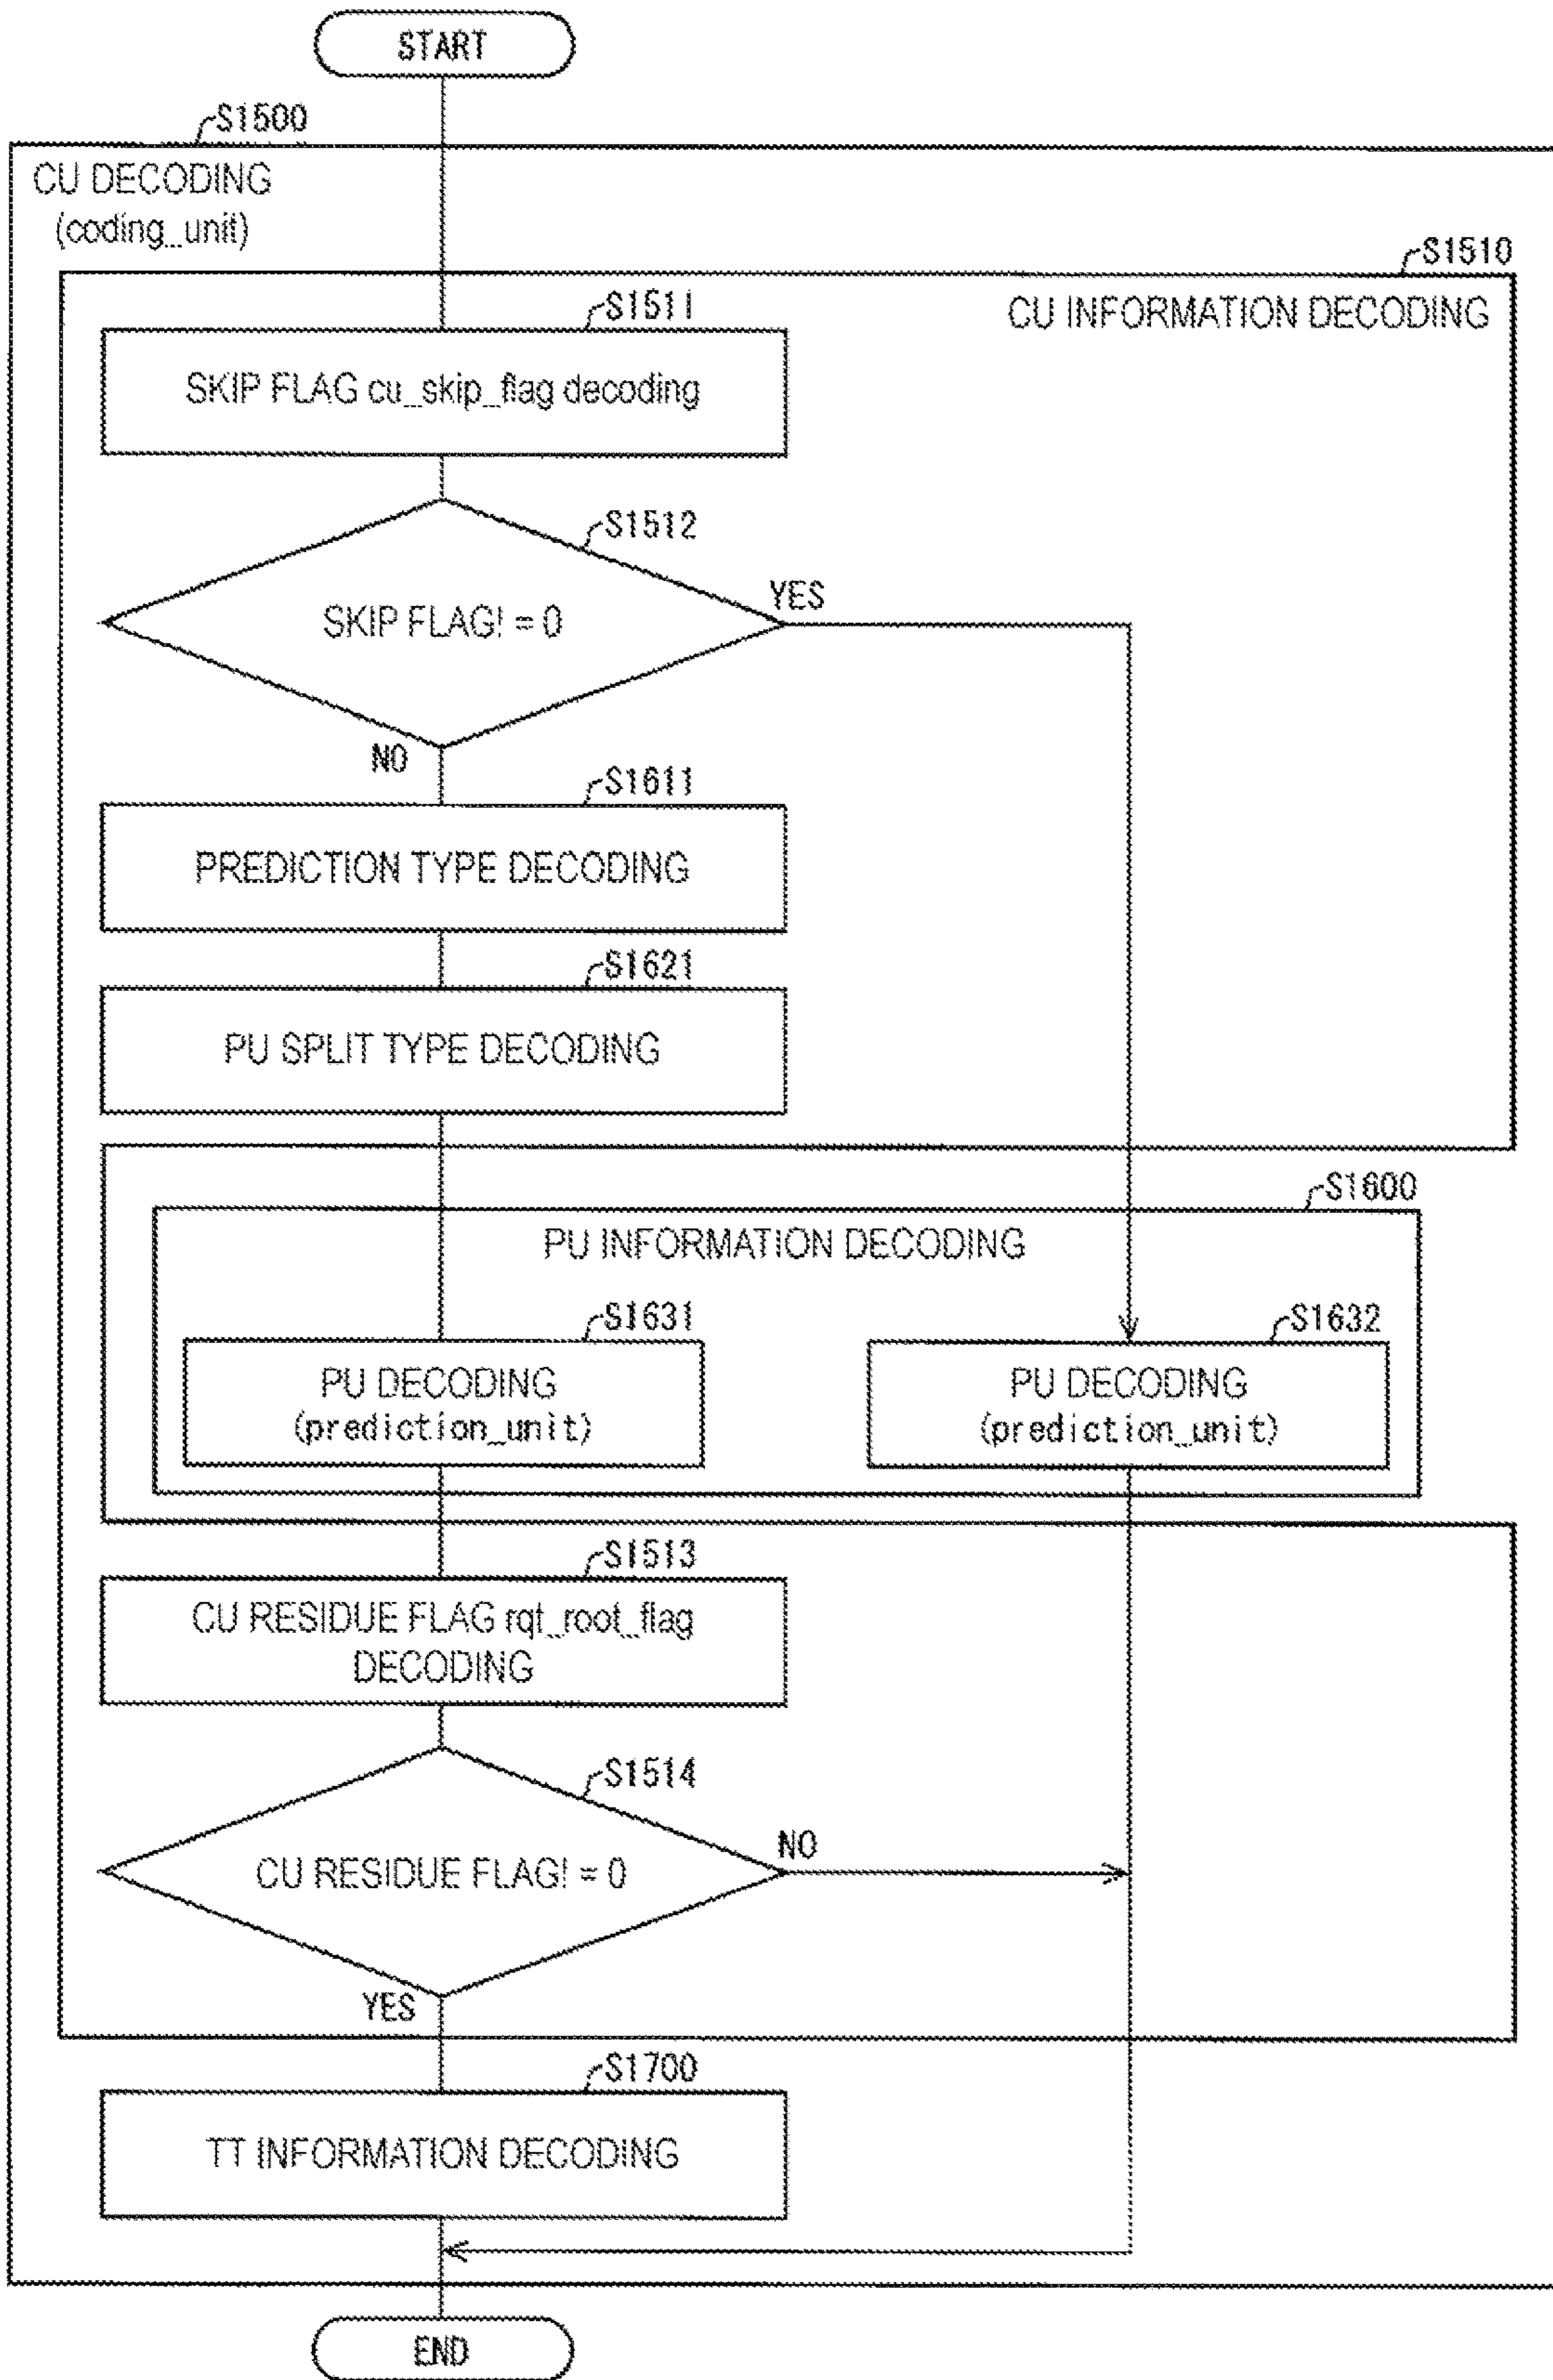 START
S1500
CU DECODING
(coding_unit)
S1510
CU INFORMATION DECODING
S1511
SKIP FLAG cu_skip_flag decoding
S1512
SKIP FLAG! = 0
YES
NO
S1611
PREDICTION TYPE DECODING
S1621
PU SPLIT TYPE DECODING
S1600
PU INFORMATION DECODING
S1631
PU DECODING
(prediction_unit)
S1632
PU DECODING
(prediction_unit)
S1513
CU RESIDUE FLAG rqt_root_flag
DECODING
S1514
CU RESIDUE FLAG! = 0
NO
YES
S1700
TT INFORMATION DECODING
END